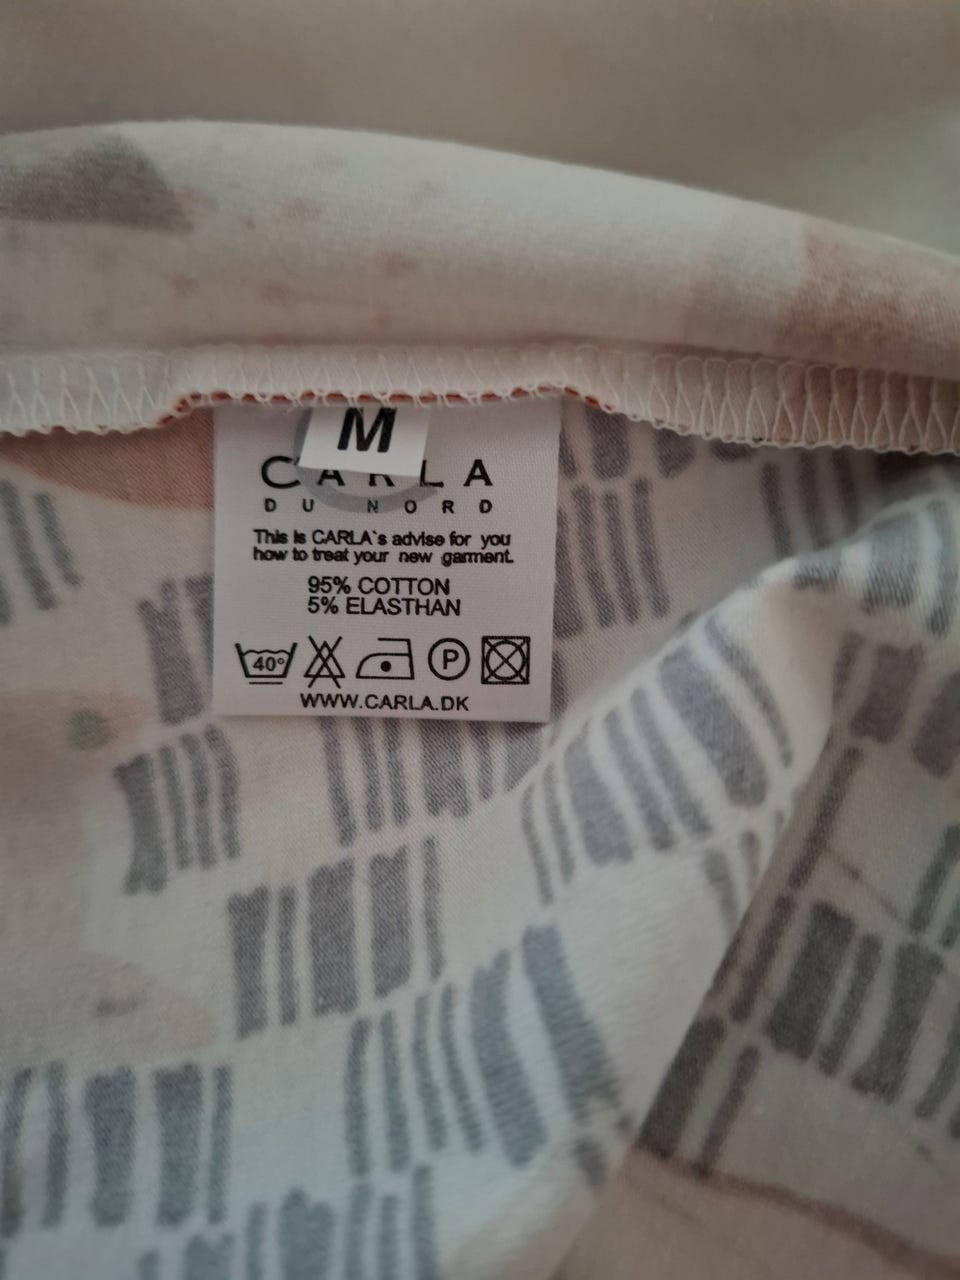 M
CARLA
DU NORD
This is CARLA`s advise for you
how to treat your new garment.
95% COTTON
5% ELASTHAN
40° P
WWW.CARLA.DK